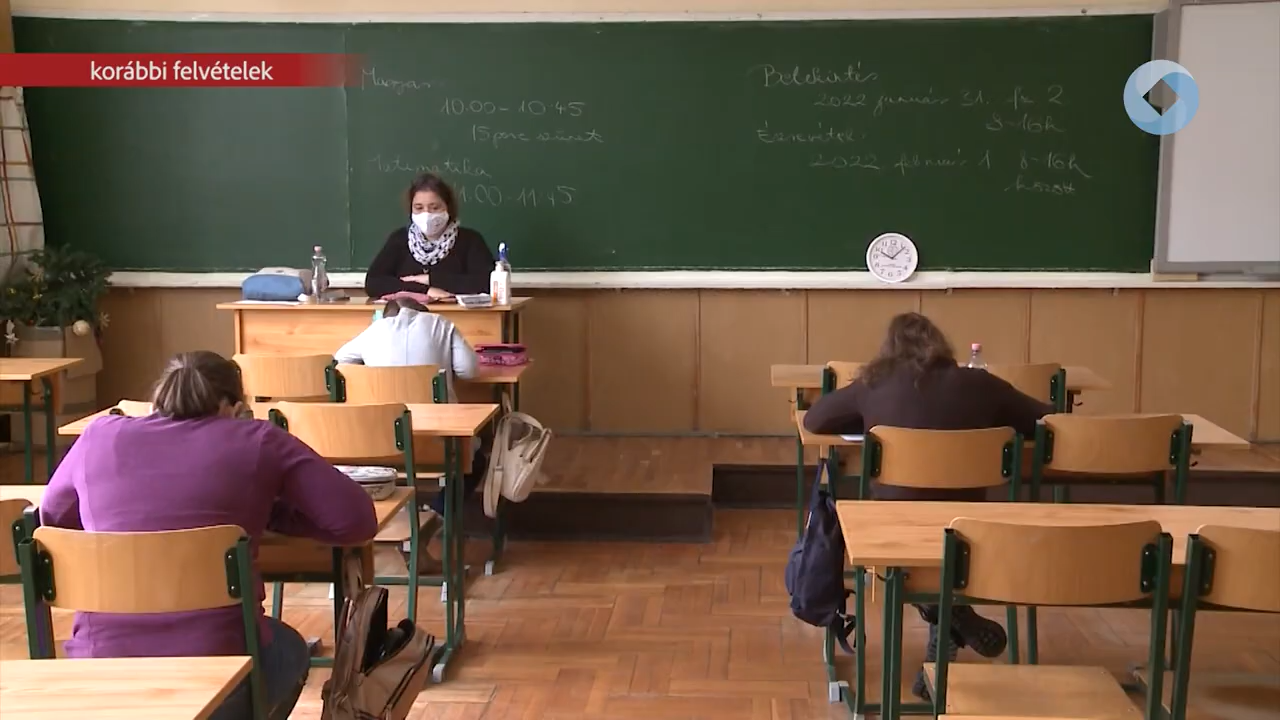 korábbi felvételek
Magyar
10:00-10:45
15 perc szünet
Matematika
11:00-11:45
Betekintés
2022 január 31.
8-16h
Észrevétel:
2022. február 1 8-16h